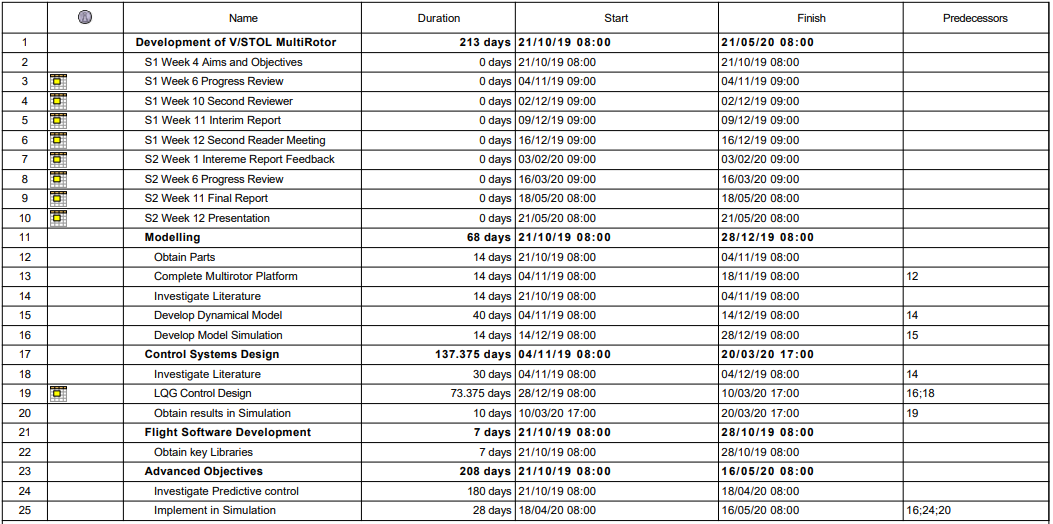 Name Duration Start Finish Predecessors
1 Development of V/STOL MultiRotor 213 days 21/10/19 08:00 21/05/20 08:00
2 S1 Week 4 Aims and Objectives 0 days 21/10/19 08:00 21/10/19 08:00
3 S1 Week 6 Progress Review 0 days 04/11/19 09:00 04/11/19 09:00
4 S1 Week 10 Second Reviewer 0 days 02/12/19 09:00 02/12/19 09:00
5 S1 Week 11 Interim Report 0 days 09/12/19 09:00 09/12/19 09:00
6 S1 Week 12 Second Reader Meeting 0 days 16/12/19 09:00 16/12/19 09:00
7 S2 Week 1 Intereme Report Feedback 0 days 03/02/20 09:00 03/02/20 09:00
8 S2 Week 6 Progress Review 0 days 16/03/20 09:00 16/03/20 09:00
9 S2 Week 11 Final Report 0 days 18/05/20 08:00 18/05/20 08:00
10 S2 Week 12 Presentation 0 days 21/05/20 08:00 21/05/20 08:00
11 Modelling 68 days 21/10/19 08:00 28/12/19 08:00
12 Obtain Parts 14 days 21/10/19 08:00 04/11/19 08:00
13 Complete Multirotor Platform 14 days 04/11/19 08:00 18/11/19 08:00 12
14 Investigate Literature 14 days 21/10/19 08:00 04/11/19 08:00
15 Develop Dynamical Model 40 days 04/11/19 08:00 14/12/19 08:00 14
16 Develop Model Simulation 14 days 14/12/19 08:00 28/12/19 08:00 15
17 Control Systems Design 137.375 days 04/11/19 08:00 20/03/20 17:00
18 Investigate Literature 30 days 04/11/19 08:00 04/12/19 08:00 14
19 LQG Control Design 73.375 days 28/12/19 08:00 10/03/20 17:00 16;18
20 Obtain results in Simulation 10 days 10/03/20 17:00 20/03/20 17:00 19
21 Flight Software Development 7 days 21/10/19 08:00 28/10/19 08:00
22 Obtain key Libraries 7 days 21/10/19 08:00 28/10/19 08:00
23 Advanced Objectives 208 days 21/10/19 08:00 16/05/20 08:00
24 Investigate Predictive control 180 days 21/10/19 08:00 18/04/20 08:00
25 Implement in Simulation 28 days 18/04/20 08:00 16/05/20 08:00 16;24;20